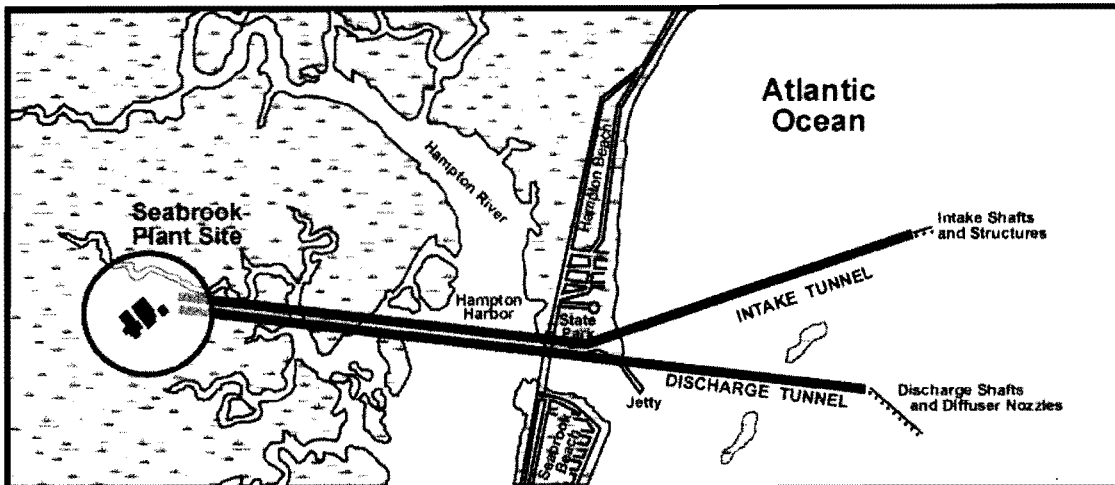 Atlantic
Ocean
Hampton Beach
Hampton River
Seabrook
Plant Site
Intake Shafts
and Structures
INTAKE TUNNEL
Hampton
Harbor
State
Park
DISCHARGE TUNNEL
Jetty
Discharge Shafts
and Diffuser Nozzles
Seabrook
Beach